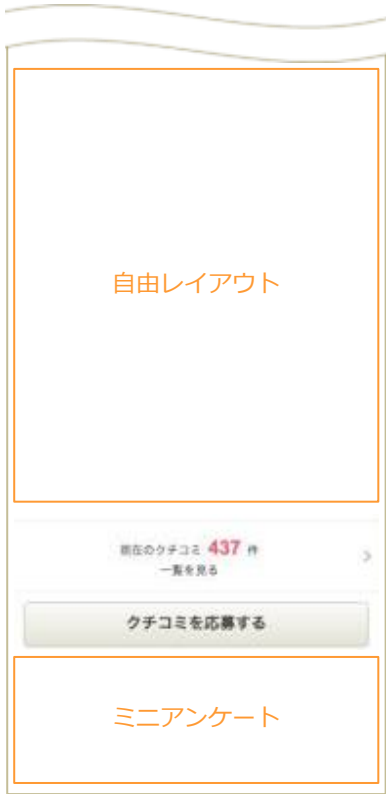 自由レイアウト
現在のクチコミ 437 件
一覧を見る
クチコミを応募する
ミニアンケート